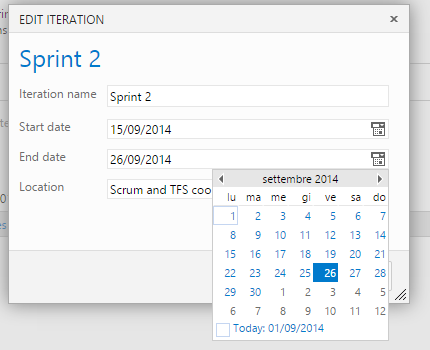 EDIT ITERATION
Sprint 2
Iteration name Sprint 2
Start date 15/09/2014
End date 26/09/2014
Location Scrum and TFS coo
settembre 2014
lu ma me gi ve sa do
1 2 3 4 5 6 7
8 9 10 11 12 13 14
15 16 17 18 19 20 21
22 23 24 25 26 27 28
29 30 1 2 3 4 5
6 7 8 9 10 11 12
Today: 01/09/2014